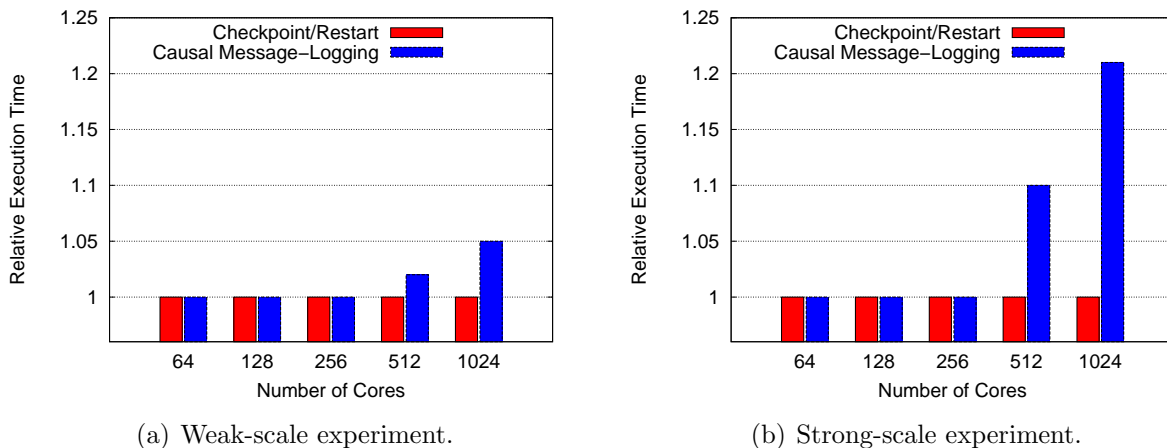 1.25
1.2
1.15
1.1
1.05
1
Relative Execution Time
Checkpoint/Restart
Causal Message-Logging
64 128 256 512 1024
Number of Cores
(a) Weak-scale experiment.
1.25
1.2
1.15
1.1
1.05
1
Relative Execution Time
Checkpoint/Restart
Causal Message-Logging
64 128 256 512 1024
Number of Cores
(b) Strong-scale experiment.